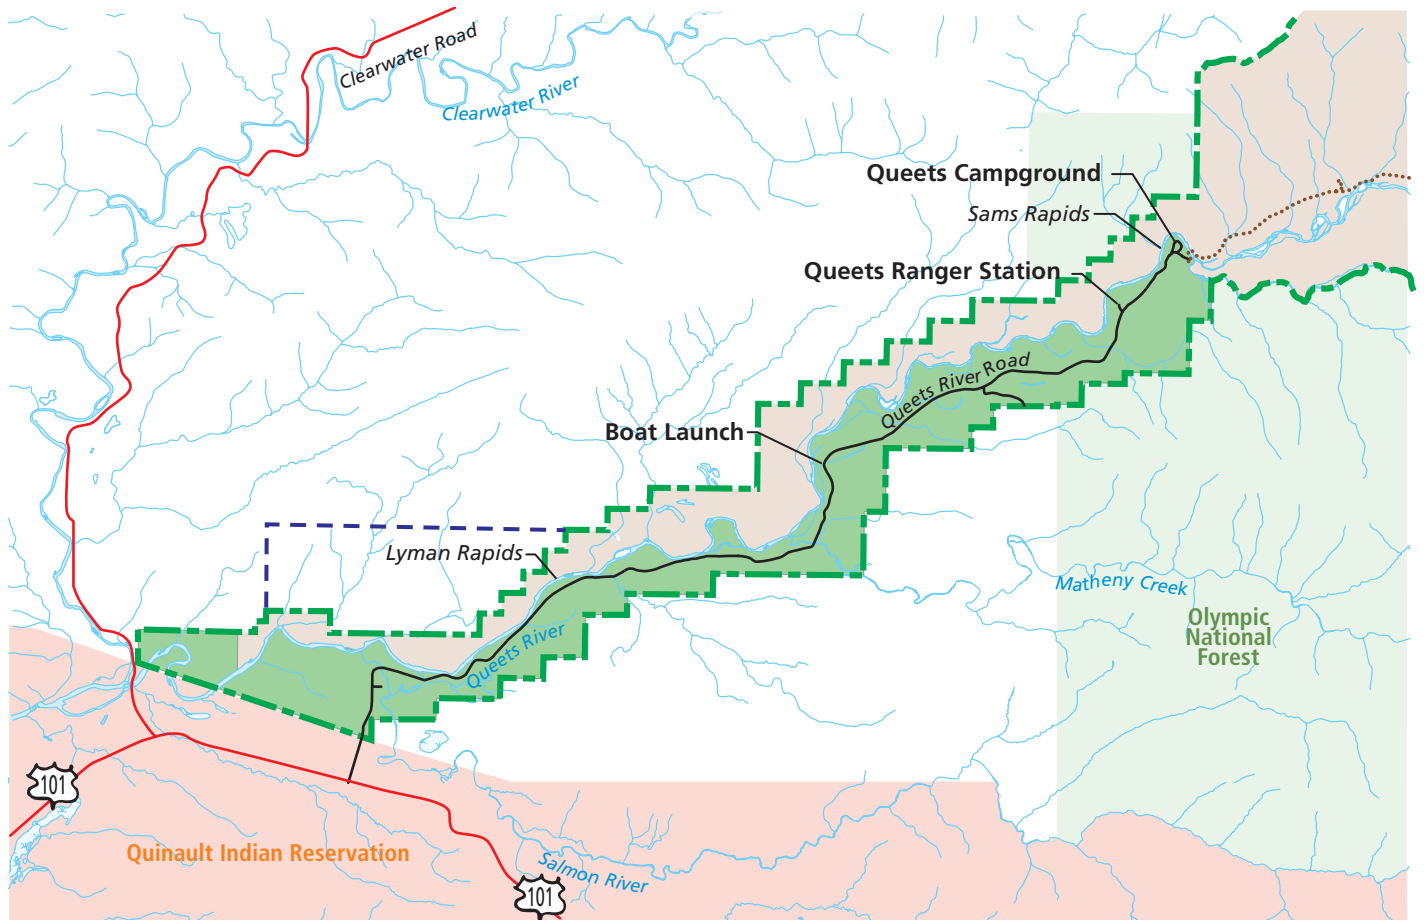 Clearwater Road
Clearwater River
Queets Campground
Sams Rapids
Queets Ranger Station
Queets River Road
Boat Launch
Lyman Rapids
Matheny Creek
Olympic
National
Forest
Queets River
101
Quinault Indian Reservation
Salmon River
101